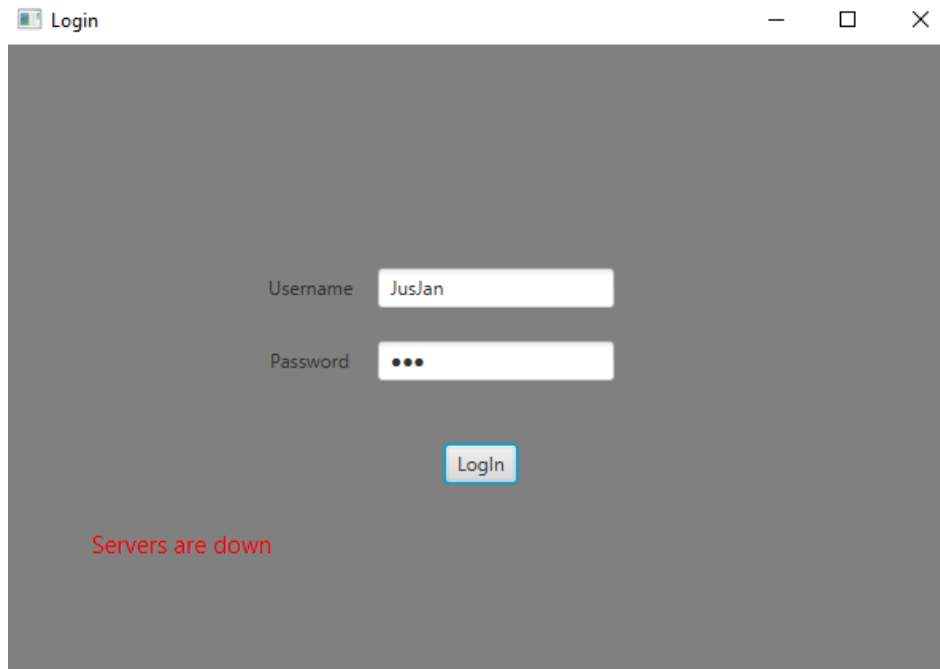 Login
Username JusJan
Password •••
LogIn
Servers are down